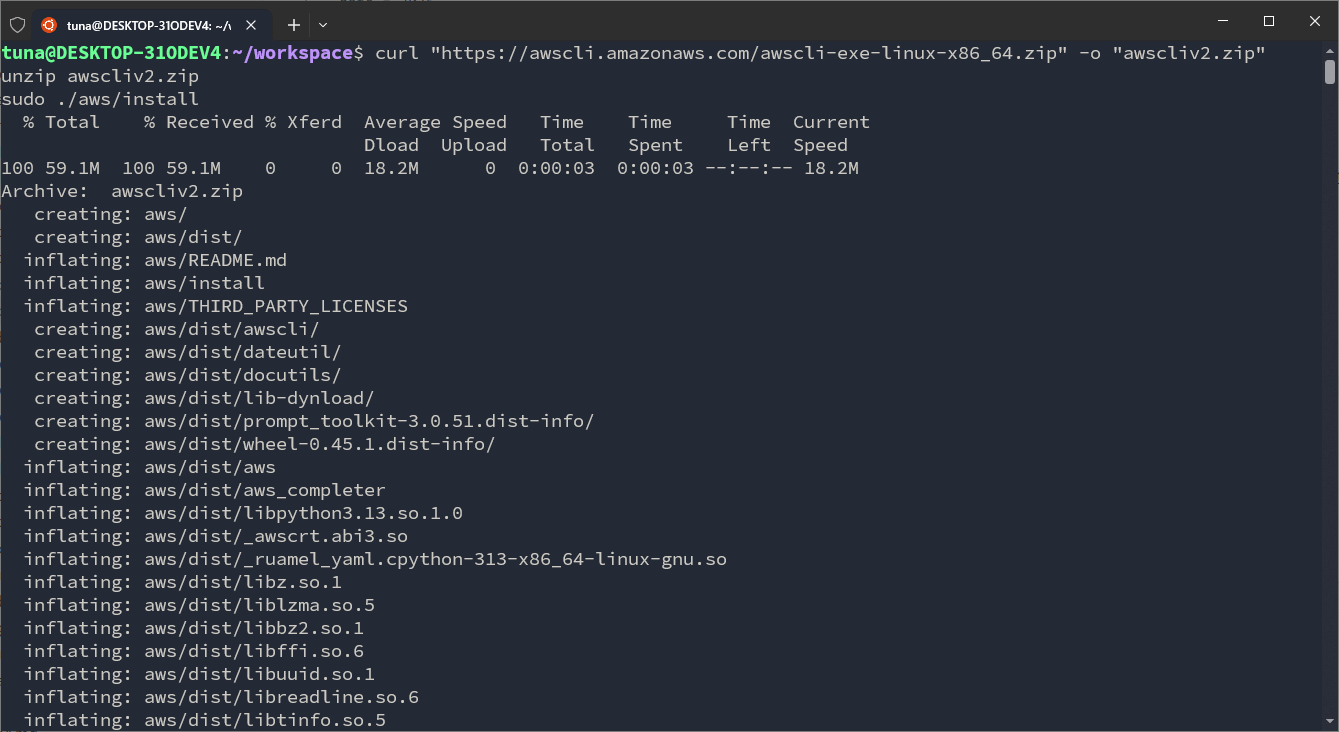 tuna@DESKTOP-31ODEV4: ~/v
tuna@DESKTOP-31ODEV4:~/workspace$ curl "https://awscli.amazonaws.com/awscli-exe-linux-x86_64.zip" -o "awscliv2.zip"
unzip awscliv2.zip
sudo ./aws/install
  % Total    % Received % Xferd  Average Speed   Time    Time     Time  Current
                                 Dload  Upload   Total   Spent    Left  Speed
100 59.1M  100 59.1M    0     0  18.2M      0  0:00:03  0:00:03 --:--:-- 18.2M
Archive:  awscliv2.zip
   creating: aws/
   creating: aws/dist/
  inflating: aws/README.md
  inflating: aws/install
  inflating: aws/THIRD_PARTY_LICENSES
   creating: aws/dist/awscli/
   creating: aws/dist/dateutil/
   creating: aws/dist/docutils/
   creating: aws/dist/lib-dynload/
   creating: aws/dist/prompt_toolkit-3.0.51.dist-info/
   creating: aws/dist/wheel-0.45.1.dist-info/
  inflating: aws/dist/aws
  inflating: aws/dist/aws_completer
  inflating: aws/dist/libpython3.13.so.1.0
  inflating: aws/dist/_awscrt.abi3.so
  inflating: aws/dist/_ruamel_yaml.cpython-313-x86_64-linux-gnu.so
  inflating: aws/dist/libz.so.1
  inflating: aws/dist/liblzma.so.5
  inflating: aws/dist/libbz2.so.1
  inflating: aws/dist/libffi.so.6
  inflating: aws/dist/libuuid.so.1
  inflating: aws/dist/libreadline.so.6
  inflating: aws/dist/libtinfo.so.5